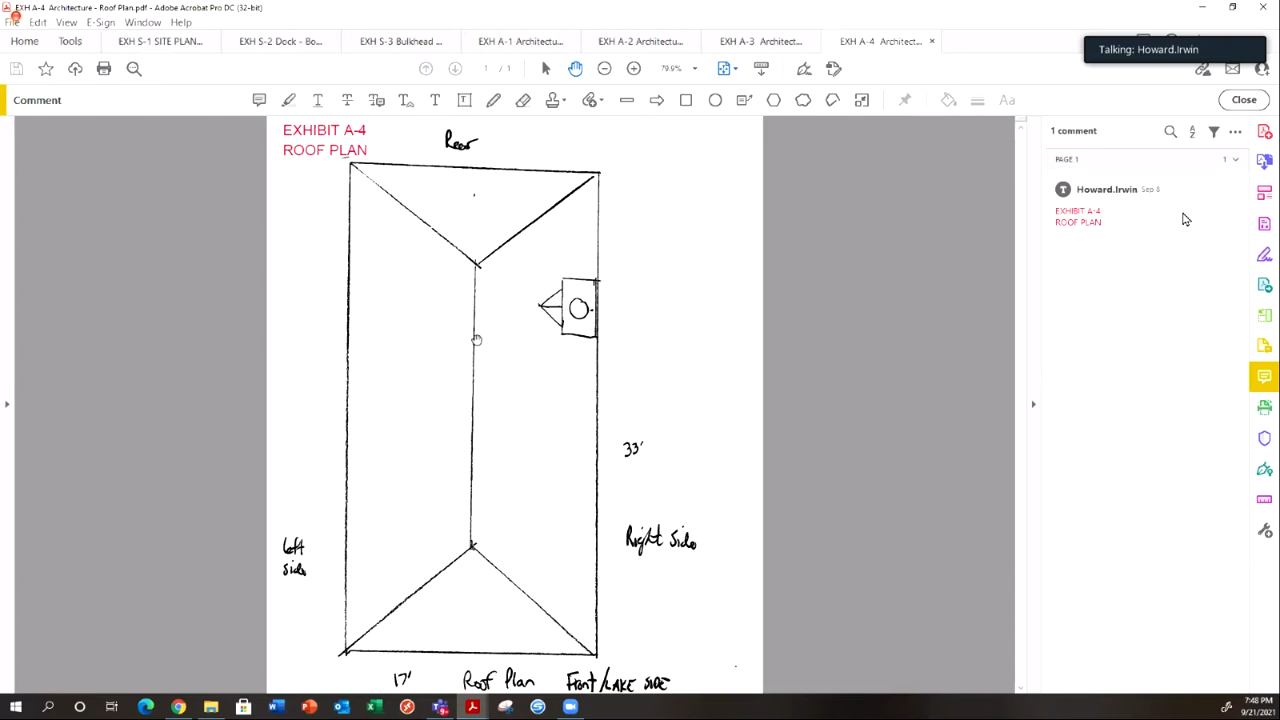 EXH A-4 Architecture - Roof Plan.pdf - Adobe Acrobat Pro DC (32-bit)
File Edit View E-Sign Window Help
Home Tools EXH S-1 SITE PLAN... EXH S-2 Dock - Bo... EXH S-3 Bulkhead ... EXH A-1 Architectu... EXH A-2 Architectu... EXH A-3 Architectu... EXH A-4 Architect... ×
Talking: Howard.Irwin
1 / 1 79.9%
Comment
Close
EXHIBIT A-4
ROOF PLAN
Rear
33'
Left
side
Right Side
17' Roof Plan Front/LAKE SIDE
1 comment
PAGE 1 1
T Howard.Irwin Sep 8
EXHIBIT A-4
ROOF PLAN
7:48 PM
9/21/2021